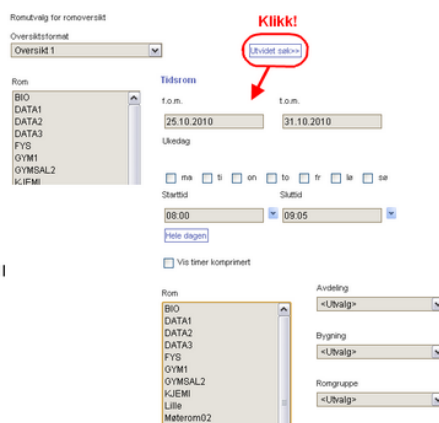 Romutvalg for romoversikt
Klikk!
Oversiktsformat
Oversikt 1
Utvidet søk>>
Rom
BIO
DATA1
DATA2
DATA3
FYS
GYM1
GYMSAL2
KJEMI
Tidsrom
f.o.m.
t.o.m.
25.10.2010
31.10.2010
Ukedag
ma ti on to fr lø sø
Starttid
Sluttid
08:00
09:05
Hele dagen
Vis timer komprimert
l
Rom
BIO
DATA1
DATA2
DATA3
FYS
GYM1
GYMSAL2
KJEMI
Lille
Møterom02
Avdeling
<Utvalg>
Bygning
<Utvalg>
Romgruppe
<Utvalg>